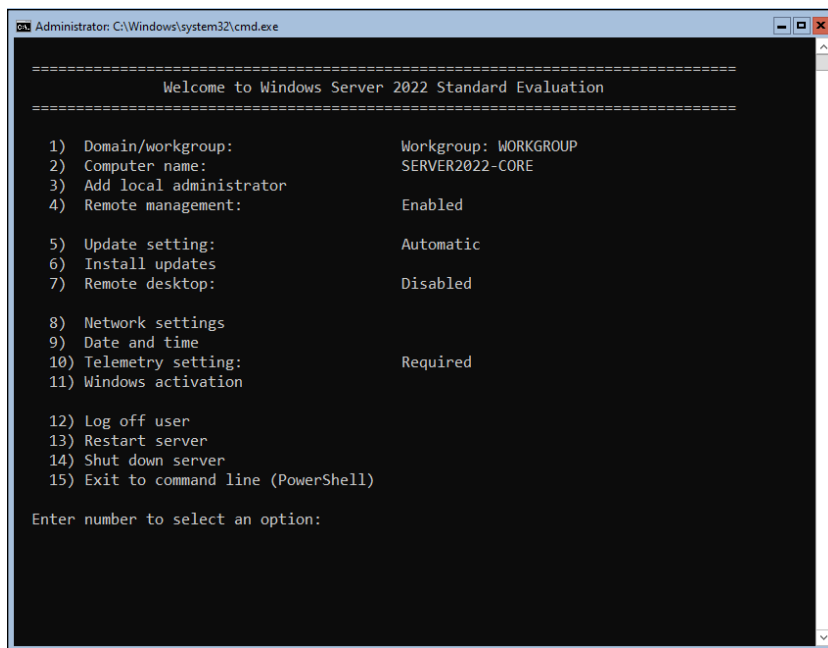 Administrator: C:\Windows\system32\cmd.exe
================================================================================
Welcome to Windows Server 2022 Standard Evaluation
================================================================================
1) Domain/workgroup: Workgroup: WORKGROUP
2) Computer name: SERVER2022-CORE
3) Add local administrator
4) Remote management: Enabled
5) Update setting: Automatic
6) Install updates
7) Remote desktop: Disabled
8) Network settings
9) Date and time
10) Telemetry setting: Required
11) Windows activation
12) Log off user
13) Restart server
14) Shut down server
15) Exit to command line (PowerShell)
Enter number to select an option: